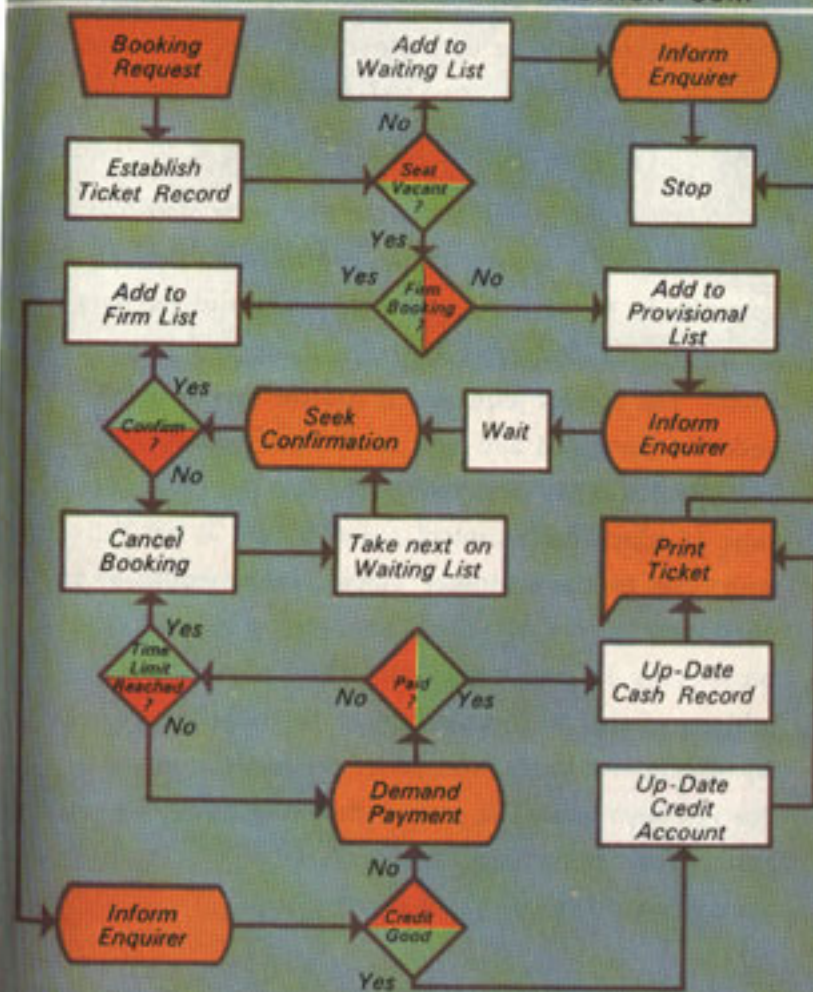 Booking
Request
Add to
Waiting List
Inform
Enquirer
No
Establish
Ticket Record
Seat
Vacant
?
Stop
Yes
Add to
Firm List
Yes
Firm
Booking
?
No
Add to
Provisional
List
Yes
Confirm
?
Seek
Confirmation
Wait
Inform
Enquirer
No
Cancel
Booking
Take next on
Waiting List
Print
Ticket
Yes
Time
Limit
Reached
?
No
Paid
?
Yes
Up-Date
Cash Record
No
Demand
Payment
Up-Date
Credit
Account
No
Inform
Enquirer
Credit
Good
Yes